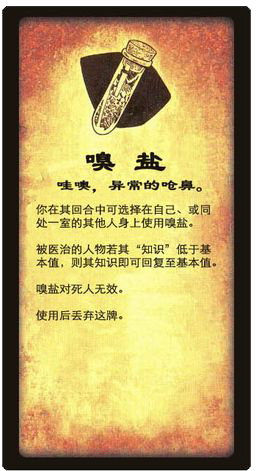 嗅 盐
哇噢，异常的呛鼻。
你在其回合中可选择在自己、或同
处一室的其他人身上使用嗅盐。
被医治的人物若其“知识”低于基
本值，则其知识即可回复至基本值。
嗅盐对死人无效。
使用后丢弃这牌。